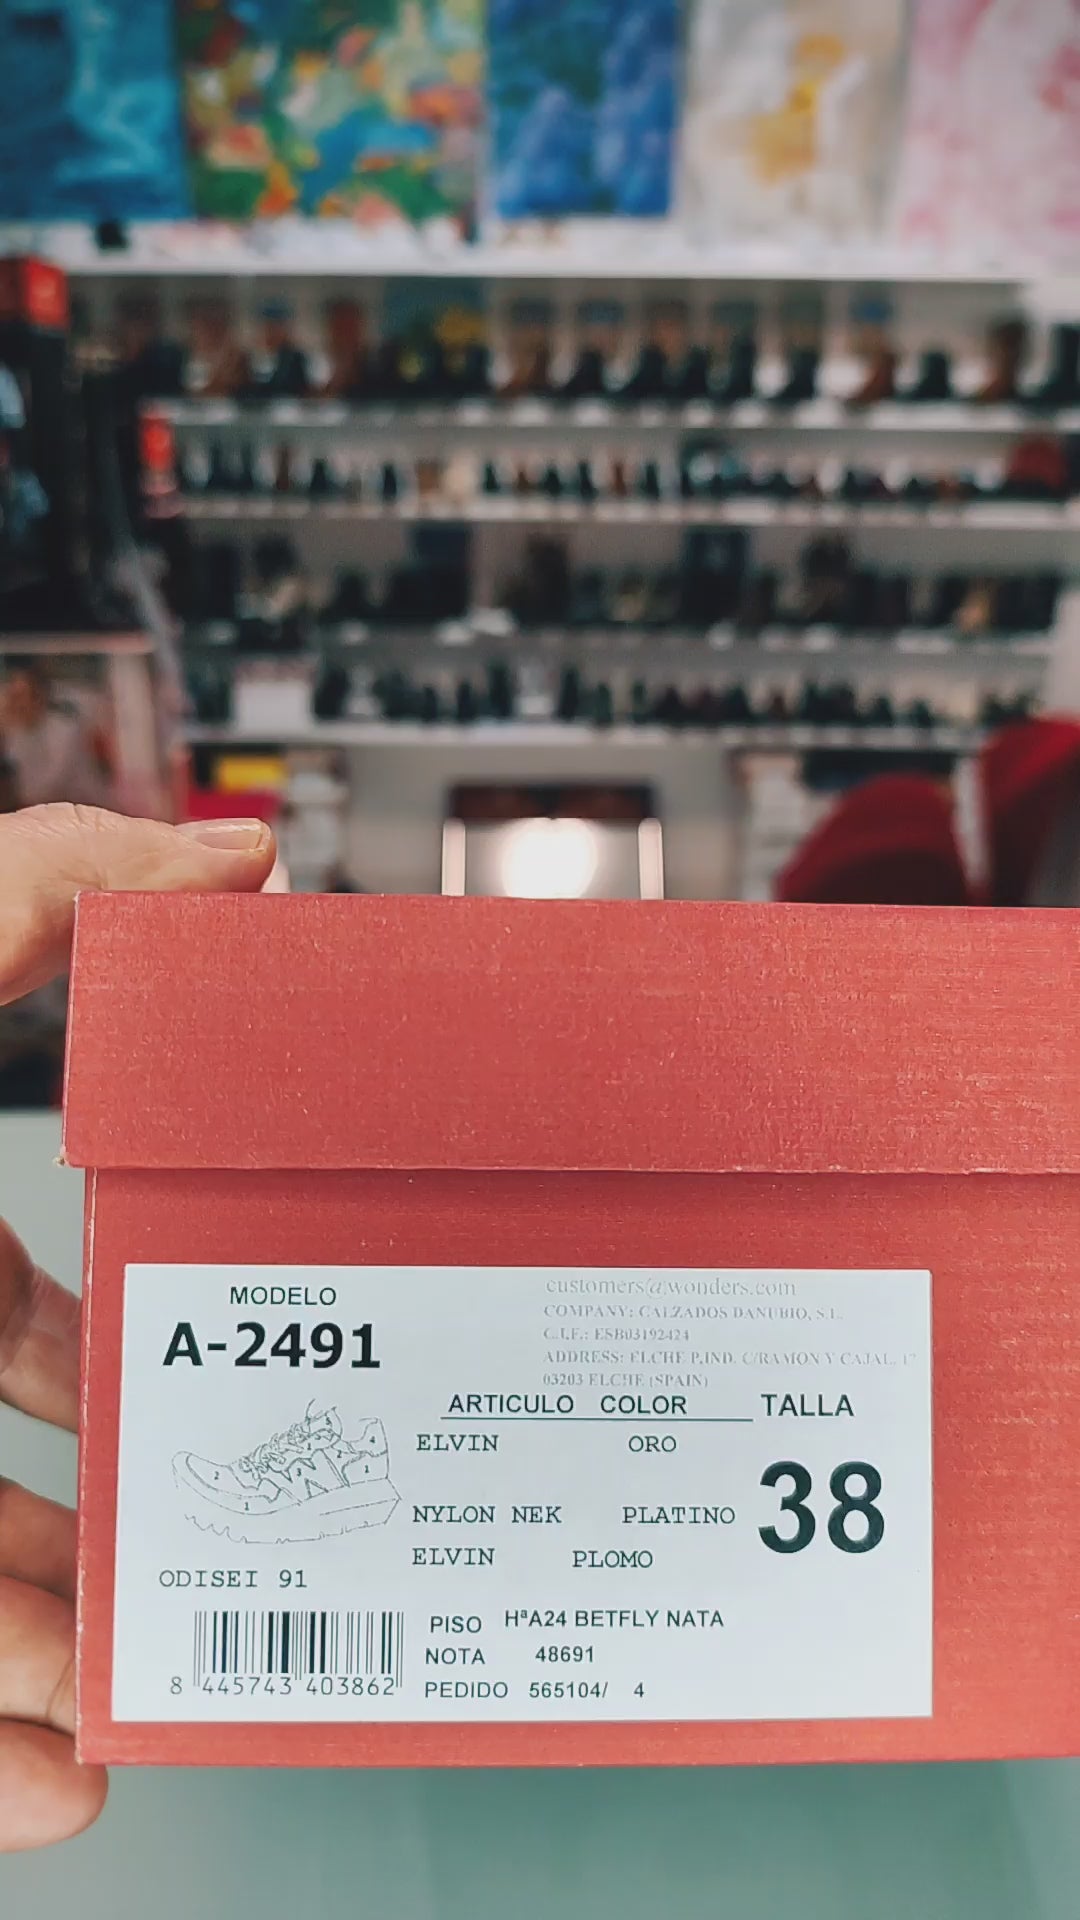 MODELO
A-2491
customers@wonders.com
COMPANY: CALZADOS DANUBIO, S.L.
C.I.F.: ESB03192424
ADDRESS: ELCHE P.IND. C/RAMON Y CAJAL, 17
03203 ELCHE (SPAIN)
ARTICULO COLOR TALLA
ELVIN ORO
38
NYLON NEK PLATINO
ELVIN PLOMO
ODISEI 91
PISO HªA24 BETFLY NATA
NOTA 48691
PEDIDO 565104/ 4
8 445743 403862